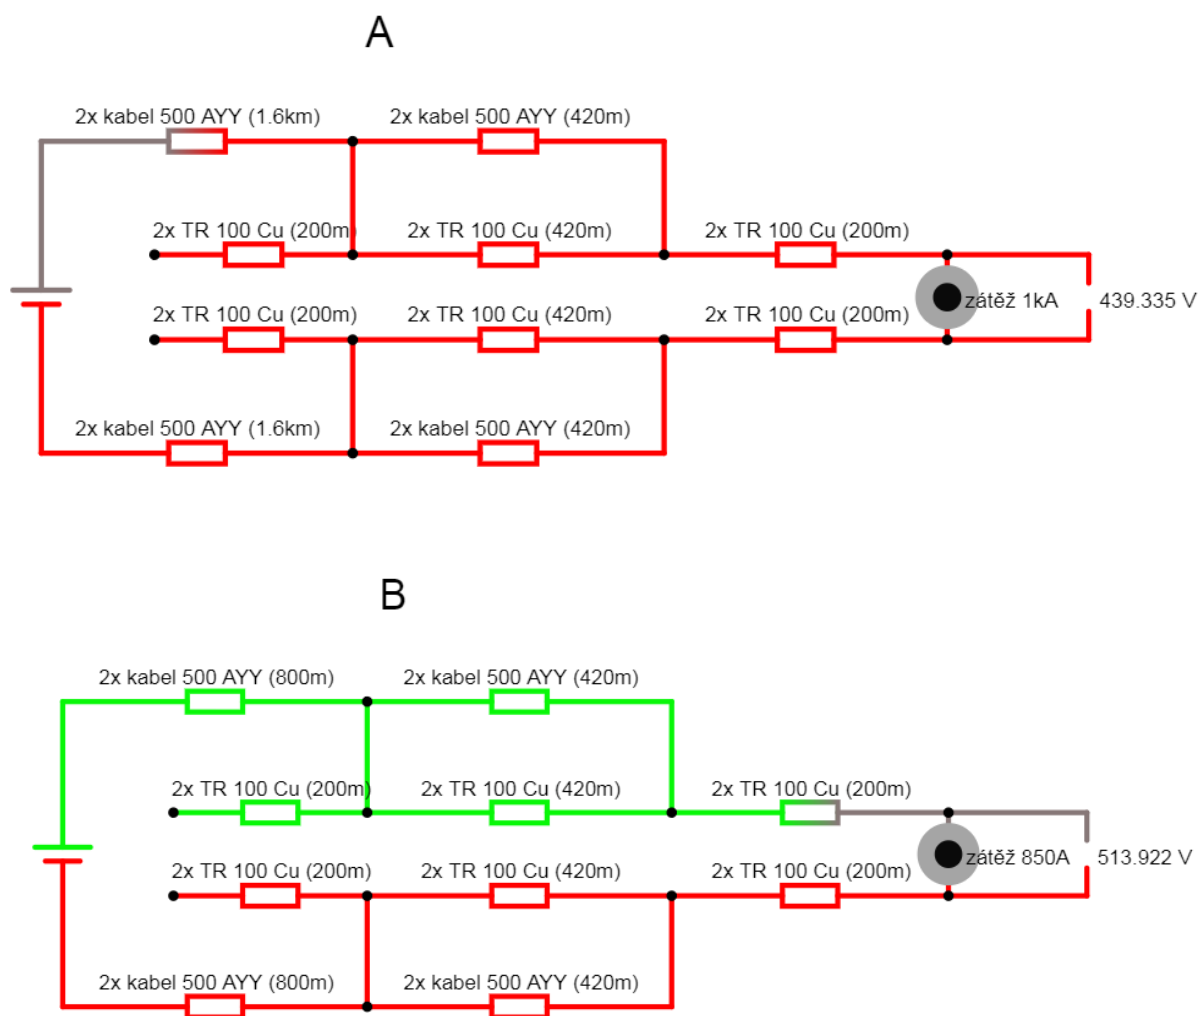 A
2x kabel 500 AYY (1.6km)
2x kabel 500 AYY (420m)
2x TR 100 Cu (200m)
2x TR 100 Cu (420m)
2x TR 100 Cu (200m)
zátěž 1kA
439.335 V
2x TR 100 Cu (200m)
2x TR 100 Cu (420m)
2x TR 100 Cu (200m)
2x kabel 500 AYY (1.6km)
2x kabel 500 AYY (420m)
B
2x kabel 500 AYY (800m)
2x kabel 500 AYY (420m)
2x TR 100 Cu (200m)
2x TR 100 Cu (420m)
2x TR 100 Cu (200m)
zátěž 850A
513.922 V
2x TR 100 Cu (200m)
2x TR 100 Cu (420m)
2x TR 100 Cu (200m)
2x kabel 500 AYY (800m)
2x kabel 500 AYY (420m)